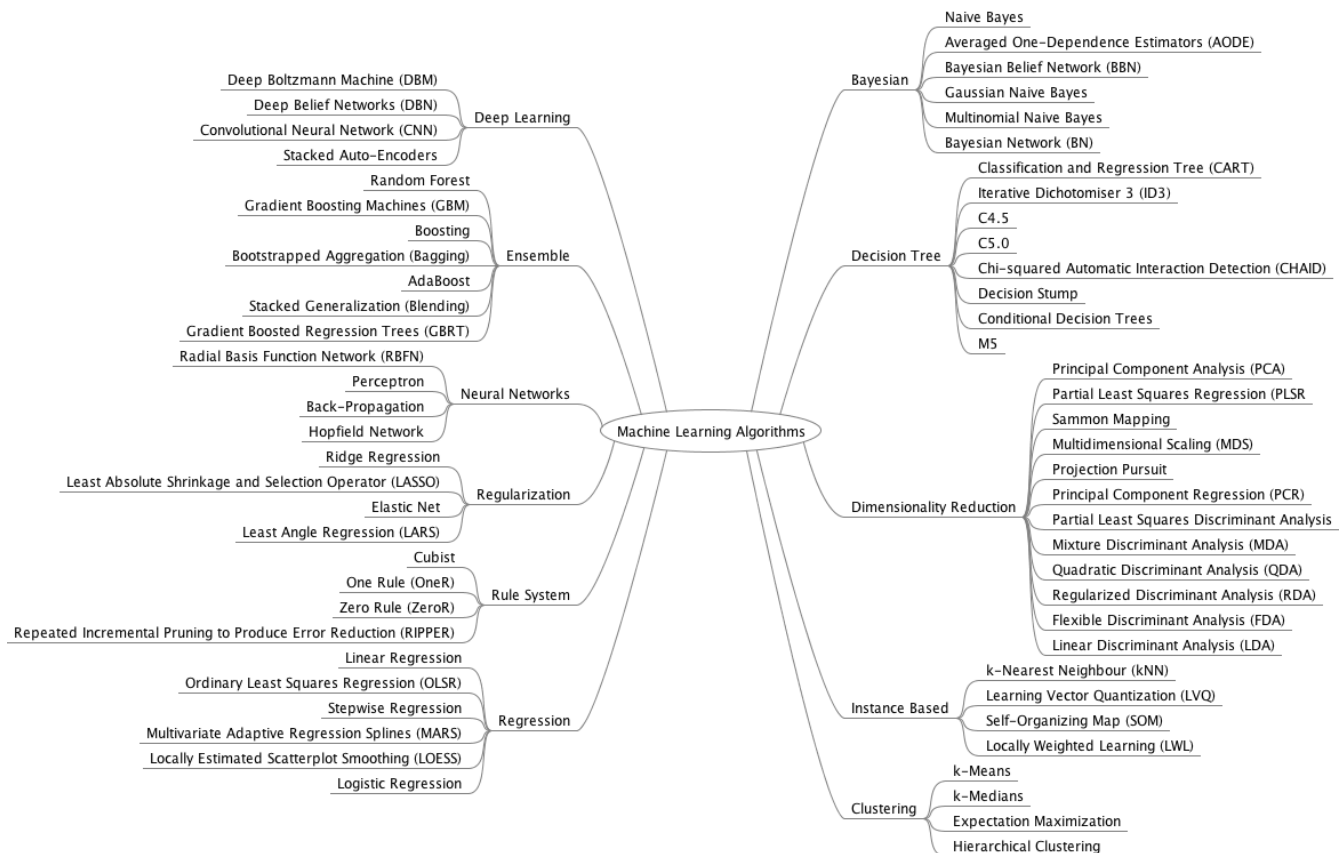 Machine Learning Algorithms
Deep Learning
Deep Boltzmann Machine (DBM)
Deep Belief Networks (DBN)
Convolutional Neural Network (CNN)
Stacked Auto-Encoders
Ensemble
Random Forest
Gradient Boosting Machines (GBM)
Boosting
Bootstrapped Aggregation (Bagging)
AdaBoost
Stacked Generalization (Blending)
Gradient Boosted Regression Trees (GBRT)
Neural Networks
Radial Basis Function Network (RBFN)
Perceptron
Back-Propagation
Hopfield Network
Regularization
Ridge Regression
Least Absolute Shrinkage and Selection Operator (LASSO)
Elastic Net
Least Angle Regression (LARS)
Rule System
Cubist
One Rule (OneR)
Zero Rule (ZeroR)
Repeated Incremental Pruning to Produce Error Reduction (RIPPER)
Regression
Linear Regression
Ordinary Least Squares Regression (OLSR)
Stepwise Regression
Multivariate Adaptive Regression Splines (MARS)
Locally Estimated Scatterplot Smoothing (LOESS)
Logistic Regression
Bayesian
Naive Bayes
Averaged One-Dependence Estimators (AODE)
Bayesian Belief Network (BBN)
Gaussian Naive Bayes
Multinomial Naive Bayes
Bayesian Network (BN)
Decision Tree
Classification and Regression Tree (CART)
Iterative Dichotomiser 3 (ID3)
C4.5
C5.0
Chi-squared Automatic Interaction Detection (CHAID)
Decision Stump
Conditional Decision Trees
M5
Dimensionality Reduction
Principal Component Analysis (PCA)
Partial Least Squares Regression (PLSR
Sammon Mapping
Multidimensional Scaling (MDS)
Projection Pursuit
Principal Component Regression (PCR)
Partial Least Squares Discriminant Analysis
Mixture Discriminant Analysis (MDA)
Quadratic Discriminant Analysis (QDA)
Regularized Discriminant Analysis (RDA)
Flexible Discriminant Analysis (FDA)
Linear Discriminant Analysis (LDA)
Instance Based
k-Nearest Neighbour (kNN)
Learning Vector Quantization (LVQ)
Self-Organizing Map (SOM)
Locally Weighted Learning (LWL)
Clustering
k-Means
k-Medians
Expectation Maximization
Hierarchical Clustering